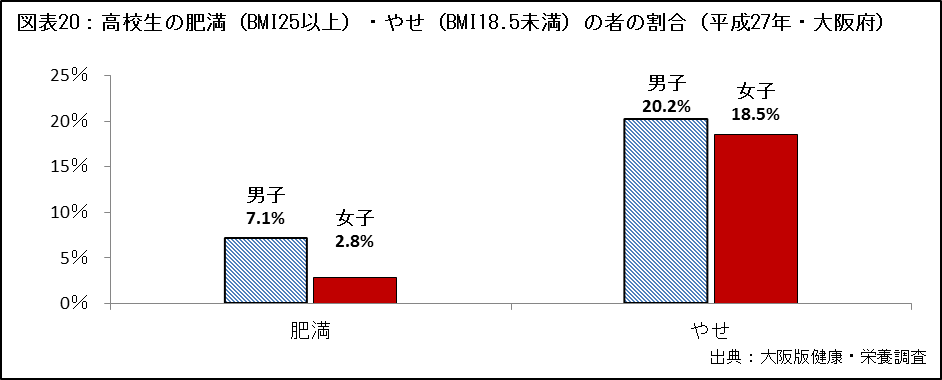 図表20:高校生の肥満(BMI25以上)・やせ(BMI18.5未満)の者の割合(平成27年・大阪府)
25%
20%
15%
10%
5%
0%
男子
7.1%
女子
2.8%
男子
20.2%
女子
18.5%
肥満
やせ
出典:大阪版健康・栄養調査